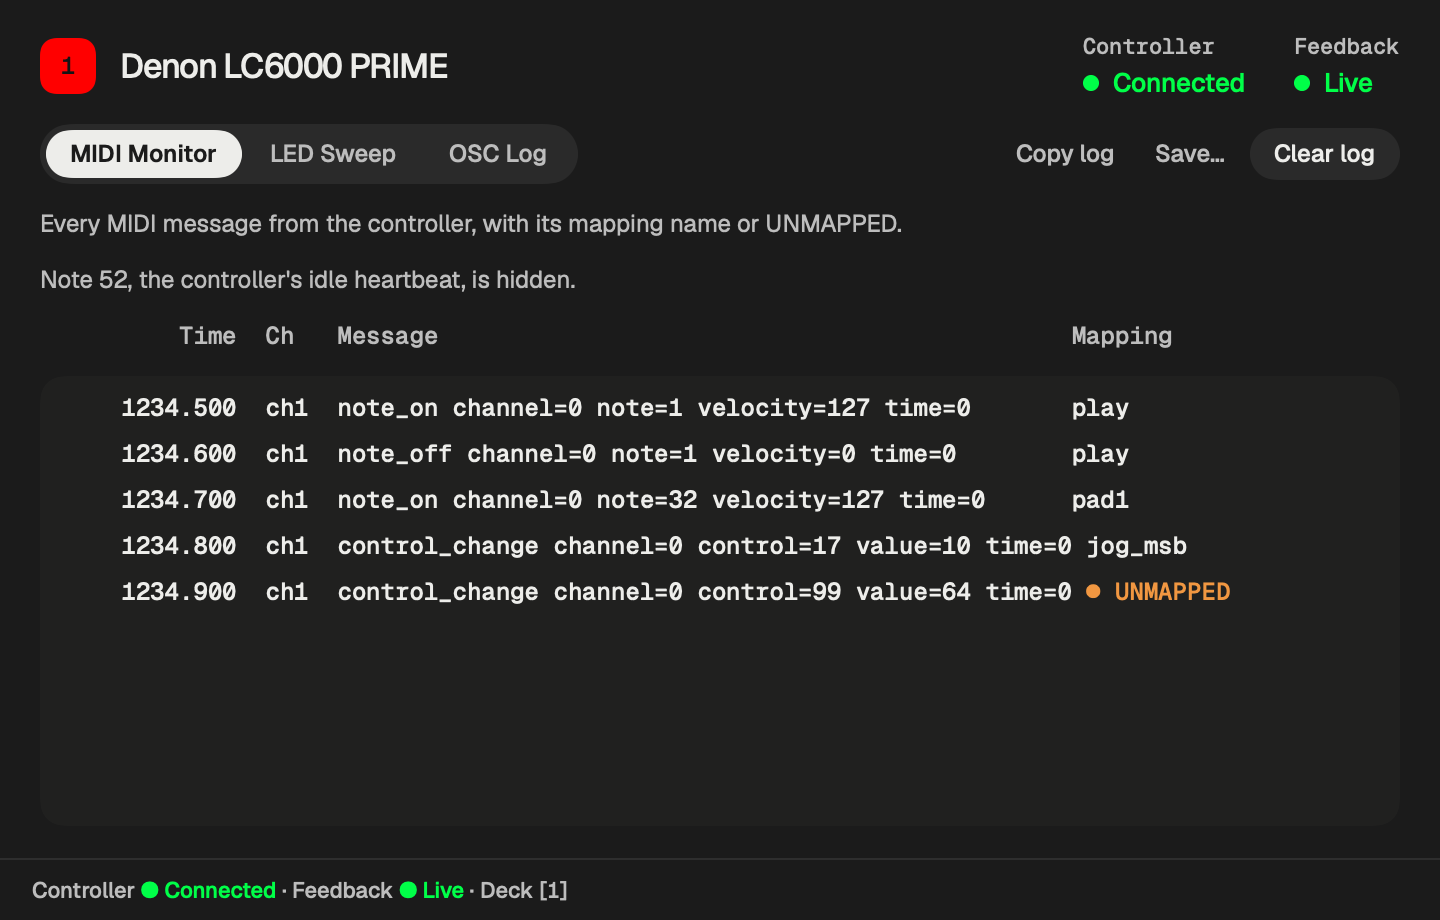 1 Denon LC6000 PRIME
Controller Feedback
Connected Live
MIDI Monitor LED Sweep OSC Log Copy log Save... Clear log
Every MIDI message from the controller, with its mapping name or UNMAPPED.
Note 52, the controller's idle heartbeat, is hidden.
Time Ch Message Mapping
1234.500 ch1 note_on channel=0 note=1 velocity=127 time=0 play
1234.600 ch1 note_off channel=0 note=1 velocity=0 time=0 play
1234.700 ch1 note_on channel=0 note=32 velocity=127 time=0 pad1
1234.800 ch1 control_change channel=0 control=17 value=10 time=0 jog_msb
1234.900 ch1 control_change channel=0 control=99 value=64 time=0 ● UNMAPPED
Controller ● Connected · Feedback ● Live · Deck [1]